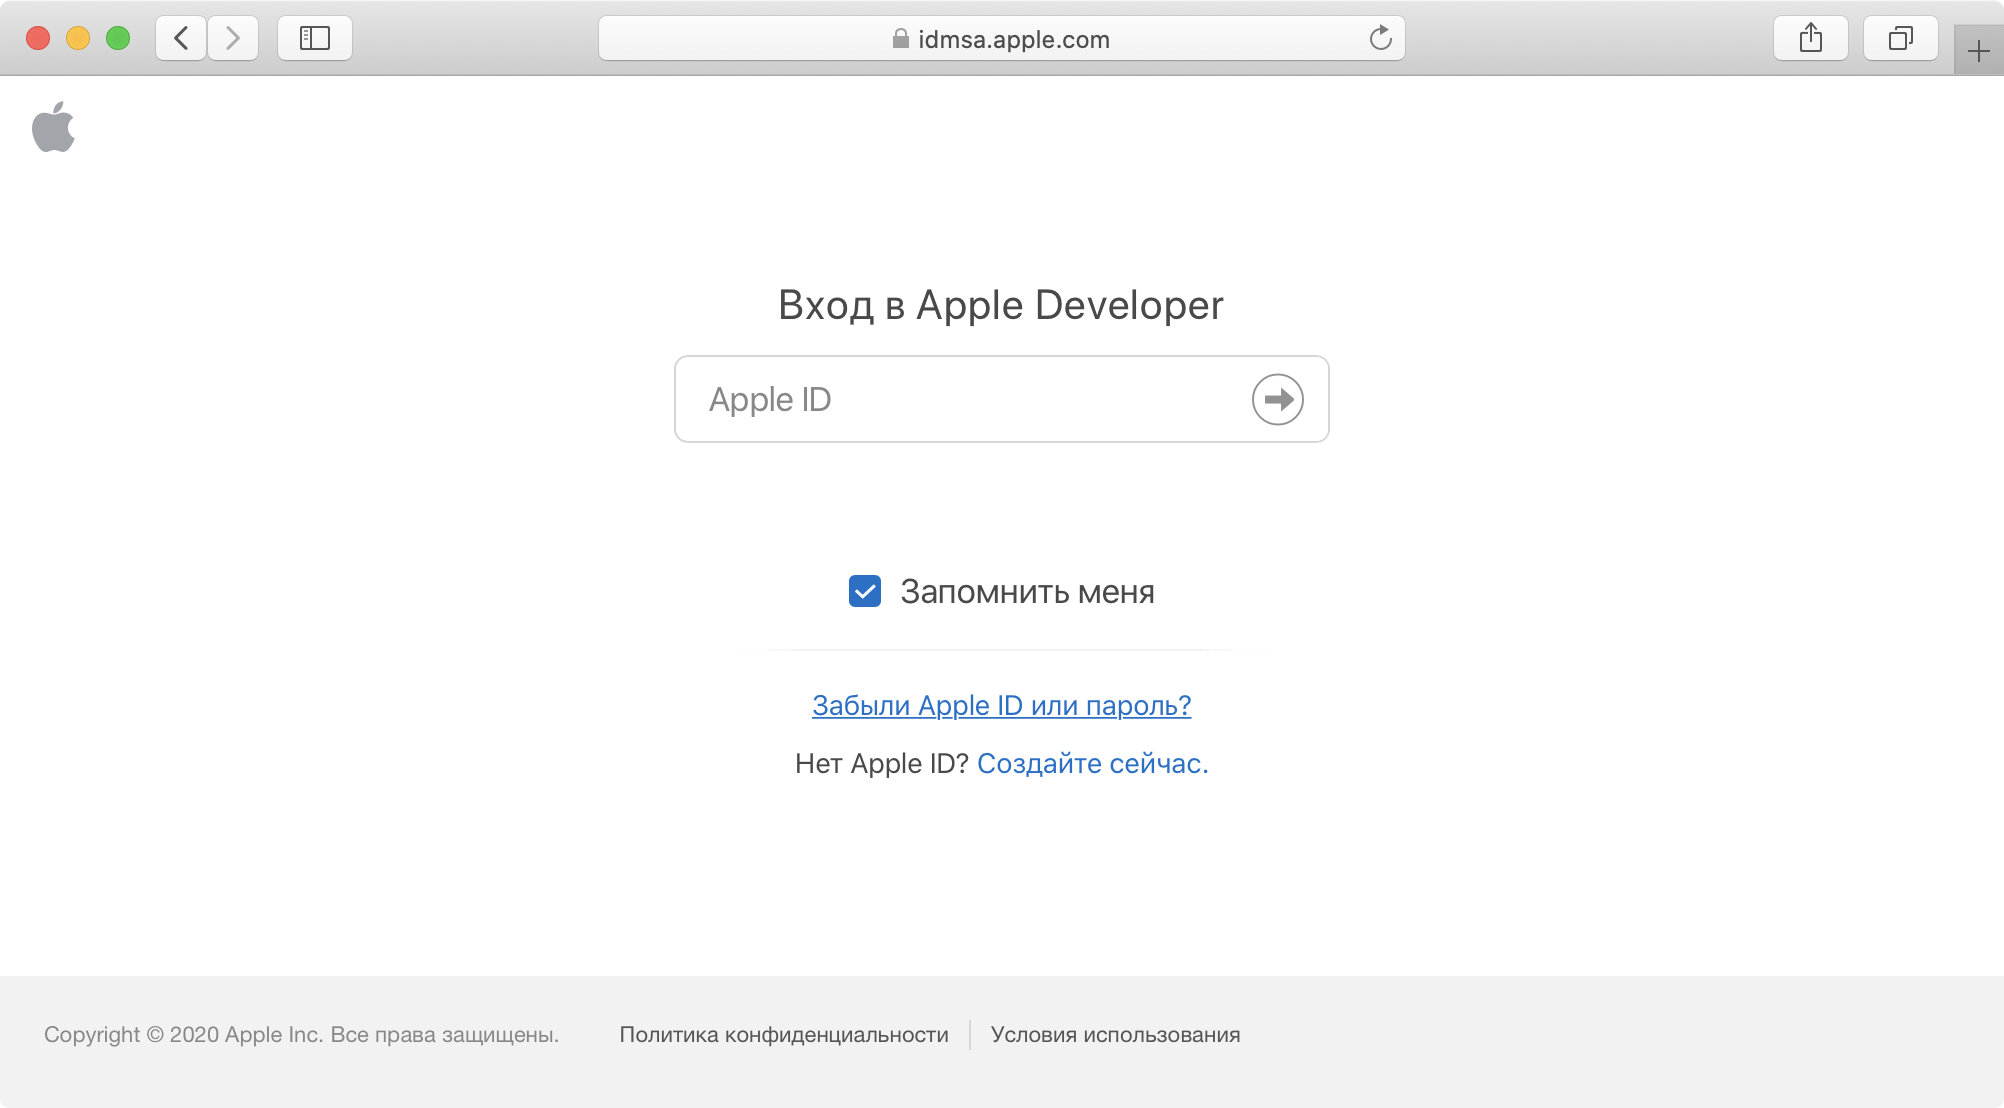 idmsa.apple.com
Вход в Apple Developer
Apple ID
Запомнить меня
Забыли Apple ID или пароль?
Нет Apple ID? Создайте сейчас.
Copyright © 2020 Apple Inc. Все права защищены. Политика конфиденциальности Условия использования